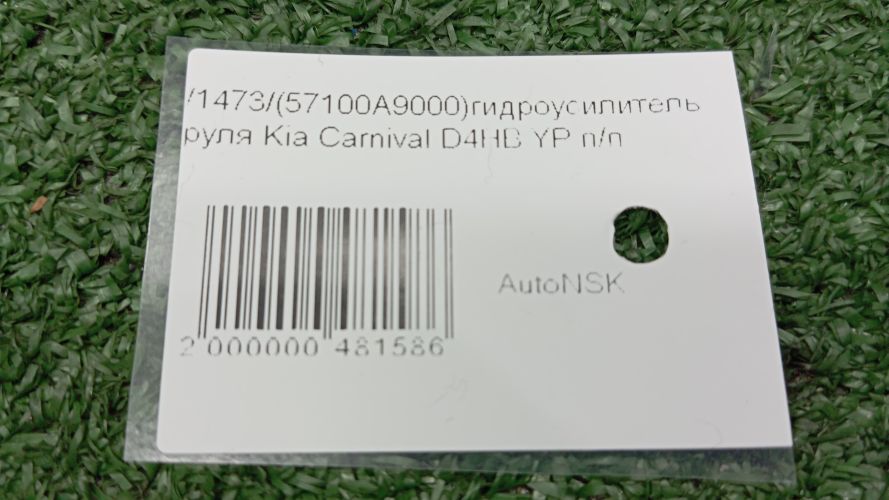 /1473/(57100A9000)гидроусилитель
руля Kia Carnival D4HB YP п/п
AutoNSK
2 000000 481586